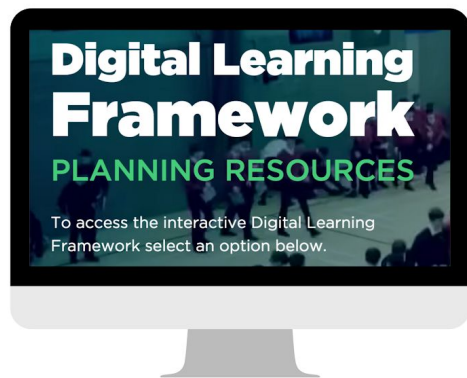 Digital Learning
Framework
PLANNING RESOURCES
To access the interactive Digital Learning
Framework select an option below.